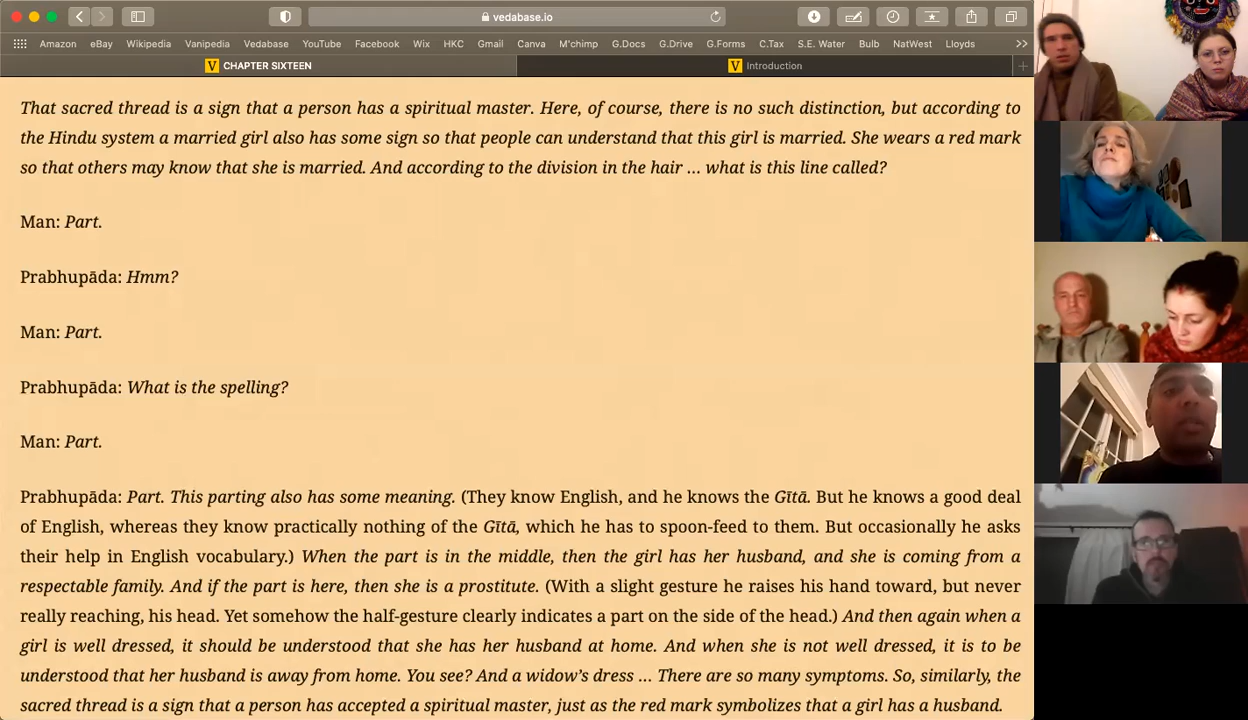 vedabase.io
Amazon eBay Wikipedia Vanipedia Vedabase YouTube Facebook Wix HKC Gmail Canva M'chimp G.Docs G.Drive G.Forms C.Tax S.E. Water Bulb NatWest Lloyds >>
V CHAPTER SIXTEEN V Introduction +
That sacred thread is a sign that a person has a spiritual master. Here, of course, there is no such distinction, but according to
the Hindu system a married girl also has some sign so that people can understand that this girl is married. She wears a red mark
so that others may know that she is married. And according to the division in the hair … what is this line called?
Man: Part.
Prabhupāda: Hmm?
Man: Part.
Prabhupāda: What is the spelling?
Man: Part.
Prabhupāda: Part. This parting also has some meaning. (They know English, and he knows the Gītā. But he knows a good deal
of English, whereas they know practically nothing of the Gītā, which he has to spoon-feed to them. But occasionally he asks
their help in English vocabulary.) When the part is in the middle, then the girl has her husband, and she is coming from a
respectable family. And if the part is here, then she is a prostitute. (With a slight gesture he raises his hand toward, but never
really reaching, his head. Yet somehow the half-gesture clearly indicates a part on the side of the head.) And then again when a
girl is well dressed, it should be understood that she has her husband at home. And when she is not well dressed, it is to be
understood that her husband is away from home. You see? And a widow’s dress … There are so many symptoms. So, similarly, the
sacred thread is a sign that a person has accepted a spiritual master, just as the red mark symbolizes that a girl has a husband.